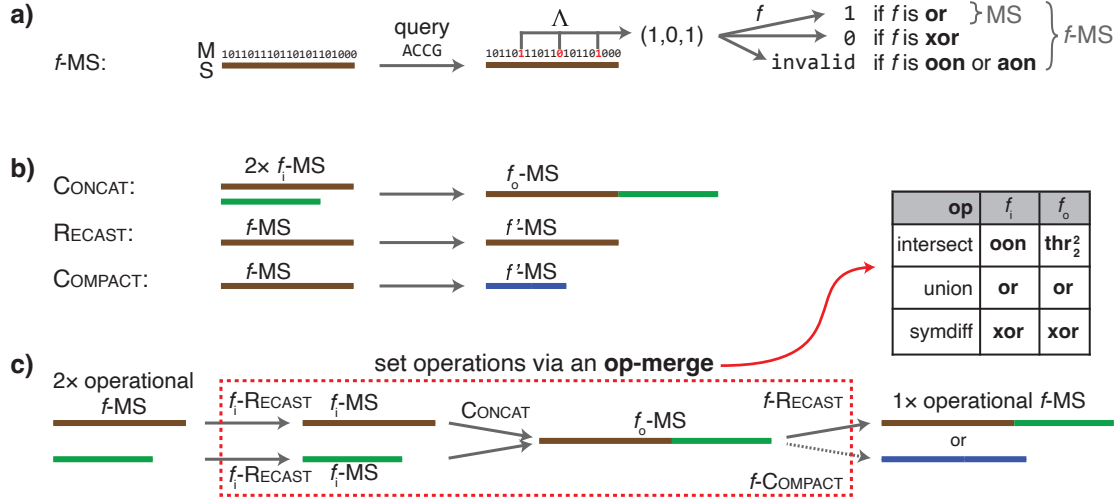 a)
f-MS:
M 101101110110101101101000
S
query
ACCG
Λ
(1,0,1)
f
1 if f is or
0 if f is xor
invalid if f is oon or aon
MS
f-MS
b)
CONCAT: 2× fᵢ-MS fₒ-MS
RECAST: f-MS f'-MS
COMPACT: f-MS f'-MS
op fᵢ fₒ
intersect oon thr₂²
union or or
symdiff xor xor
c)
set operations via an op-merge
2× operational
f-MS
fᵢ-RECAST fᵢ-MS CONCAT fₒ-MS f-RECAST 1× operational f-MS
or
fᵢ-RECAST fᵢ-MS f-COMPACT